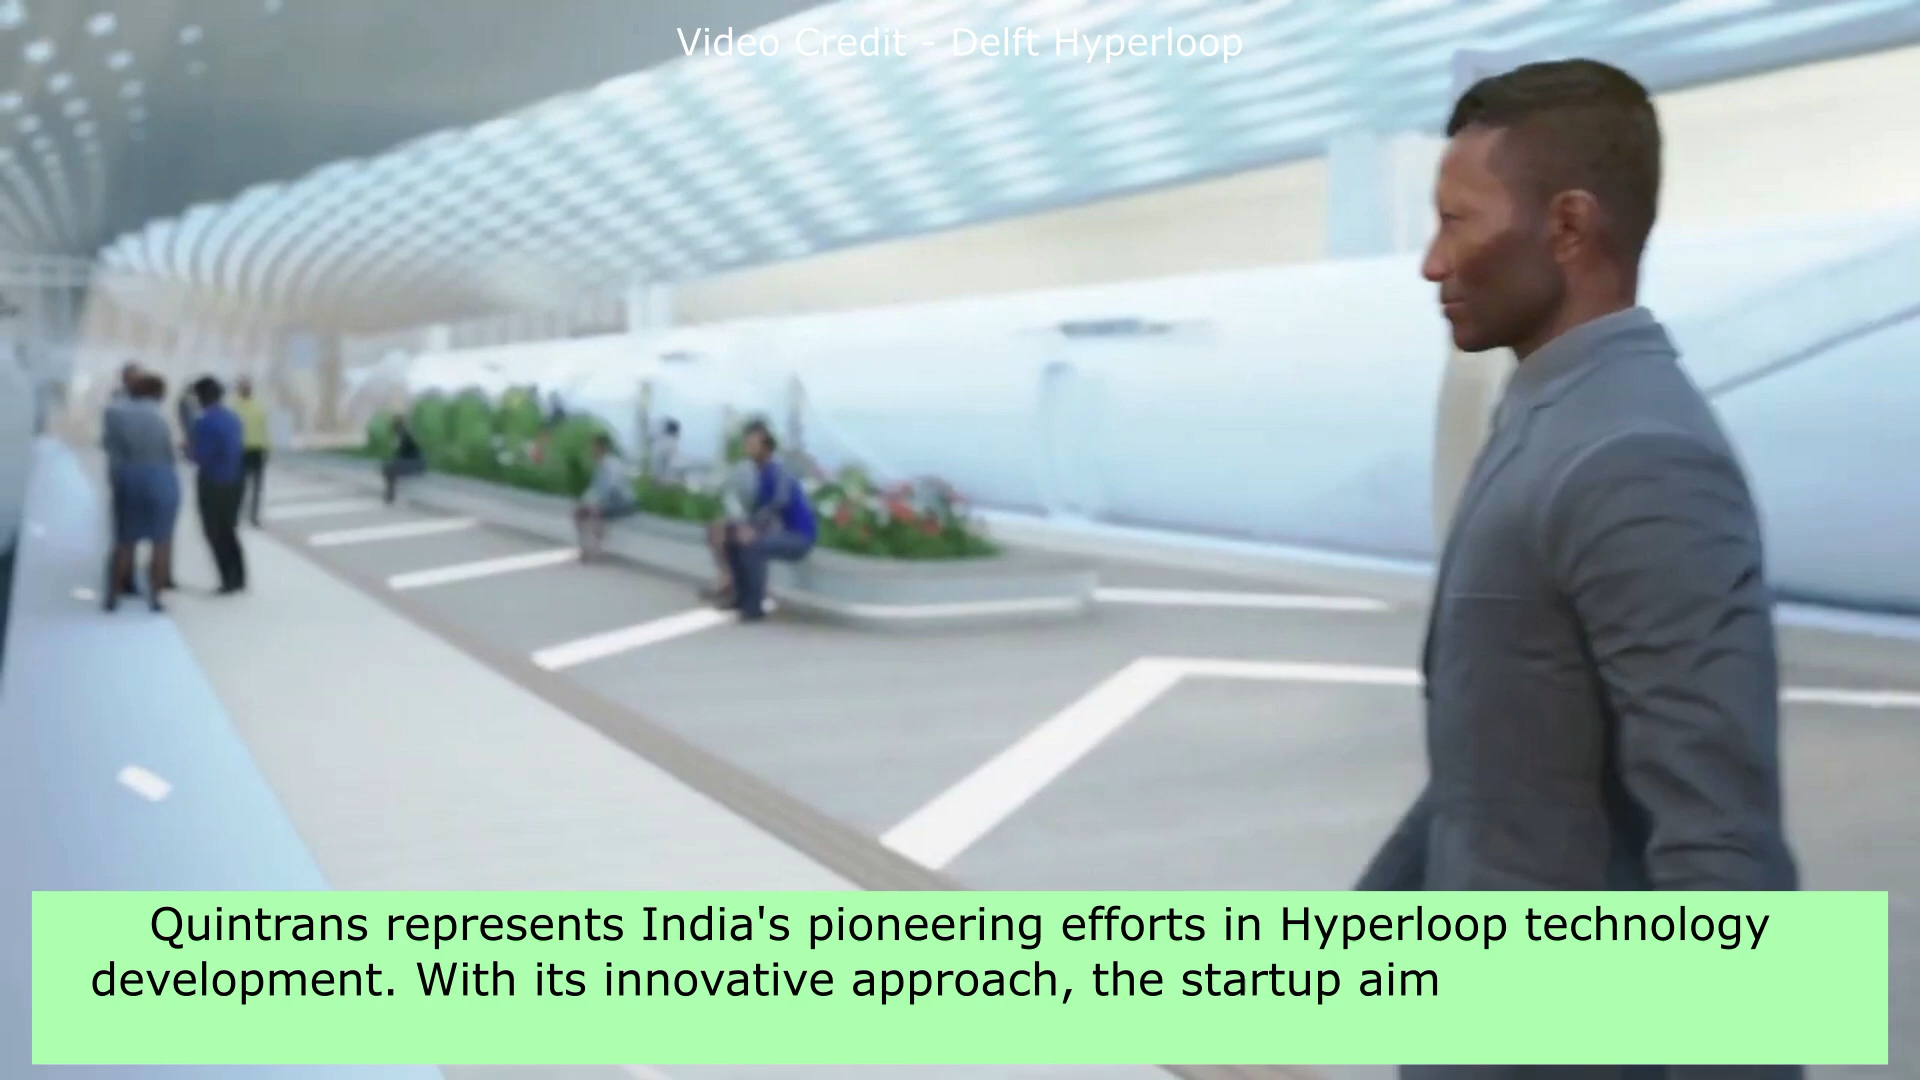 Video Credit - Delft Hyperloop
Quintrans represents India's pioneering efforts in Hyperloop technology
development. With its innovative approach, the startup aim